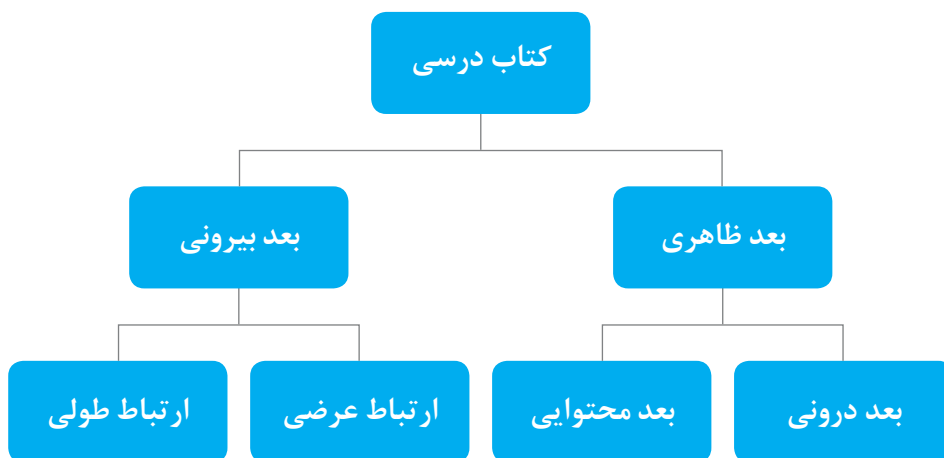 کتاب درسی
بعد ظاهری
بعد بیرونی
بعد درونی
بعد محتوایی
ارتباط عرضی
ارتباط طولی